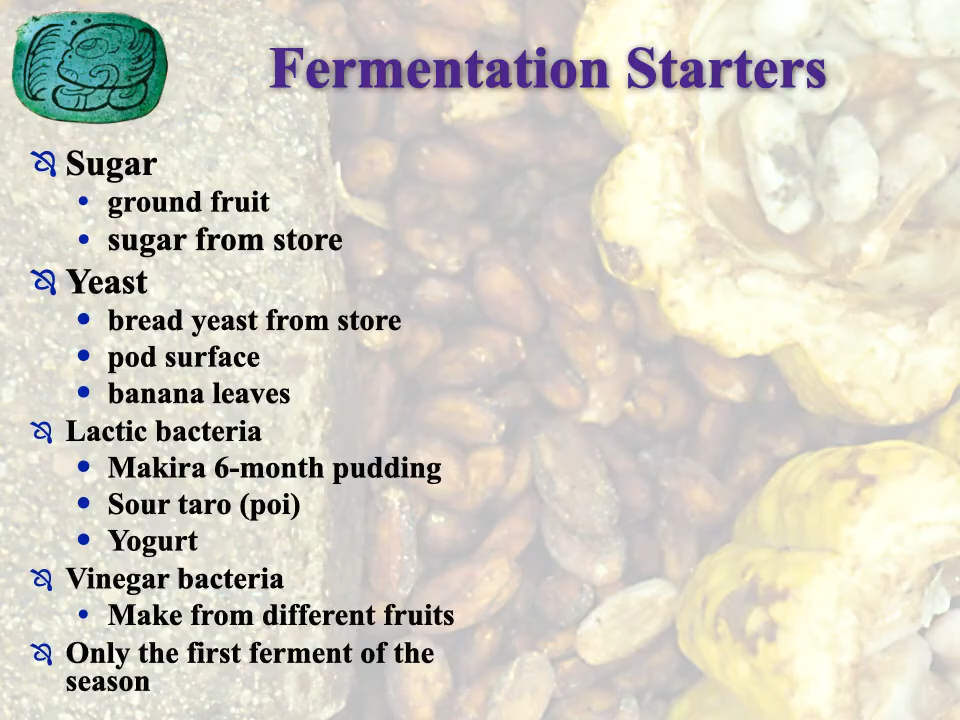 Fermentation Starters
Sugar
• ground fruit
• sugar from store
Yeast
• bread yeast from store
• pod surface
• banana leaves
Lactic bacteria
• Makira 6-month pudding
• Sour taro (poi)
• Yogurt
Vinegar bacteria
• Make from different fruits
Only the first ferment of the
season